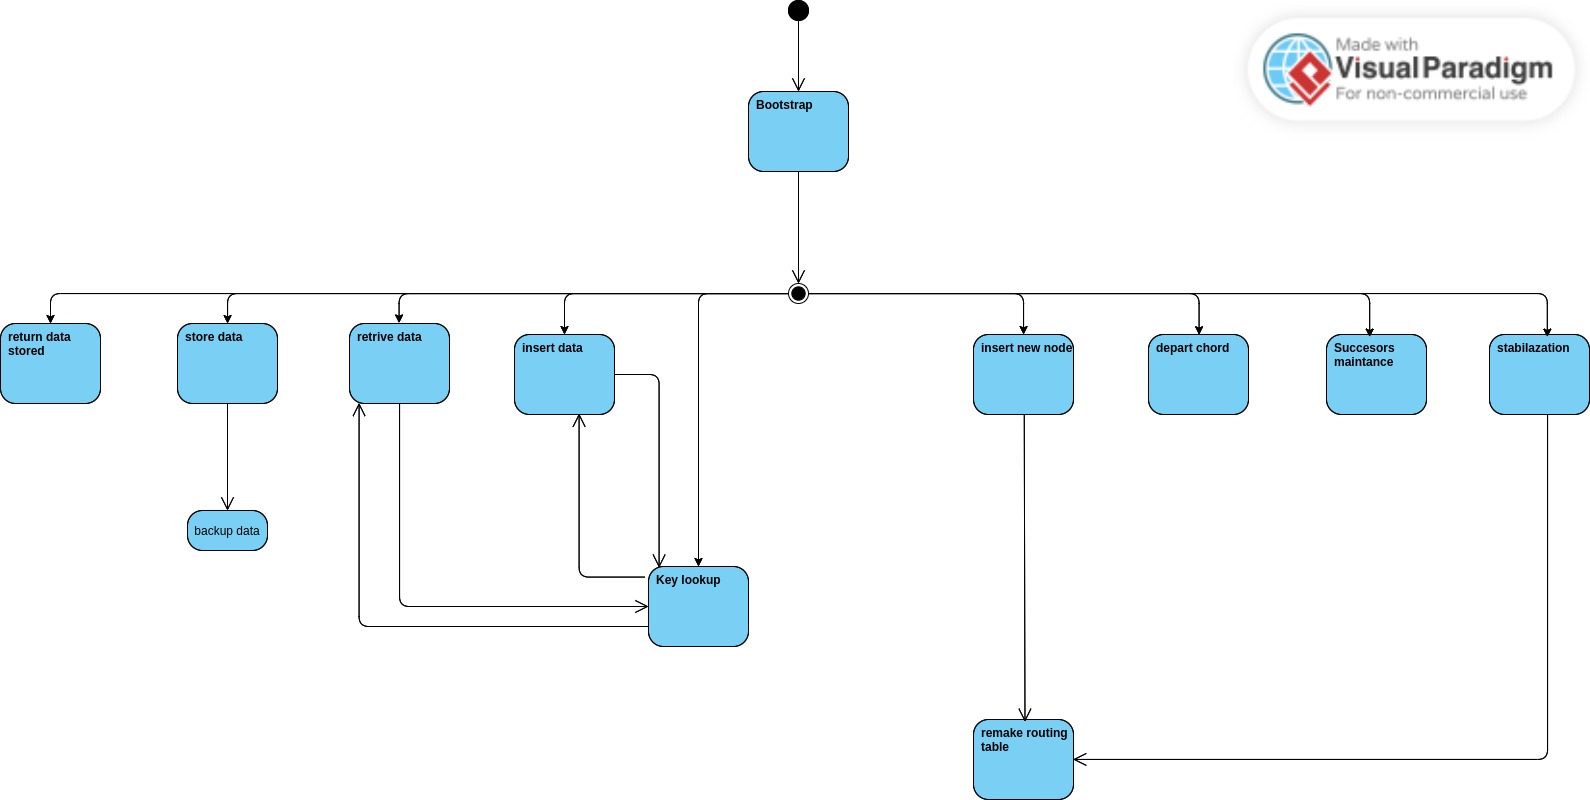 Made with
Visual Paradigm
For non-commercial use
Bootstrap
return data
stored
store data
retrive data
insert data
insert new node
depart chord
Succesors
maintance
stabilazation
backup data
Key lookup
remake routing
table